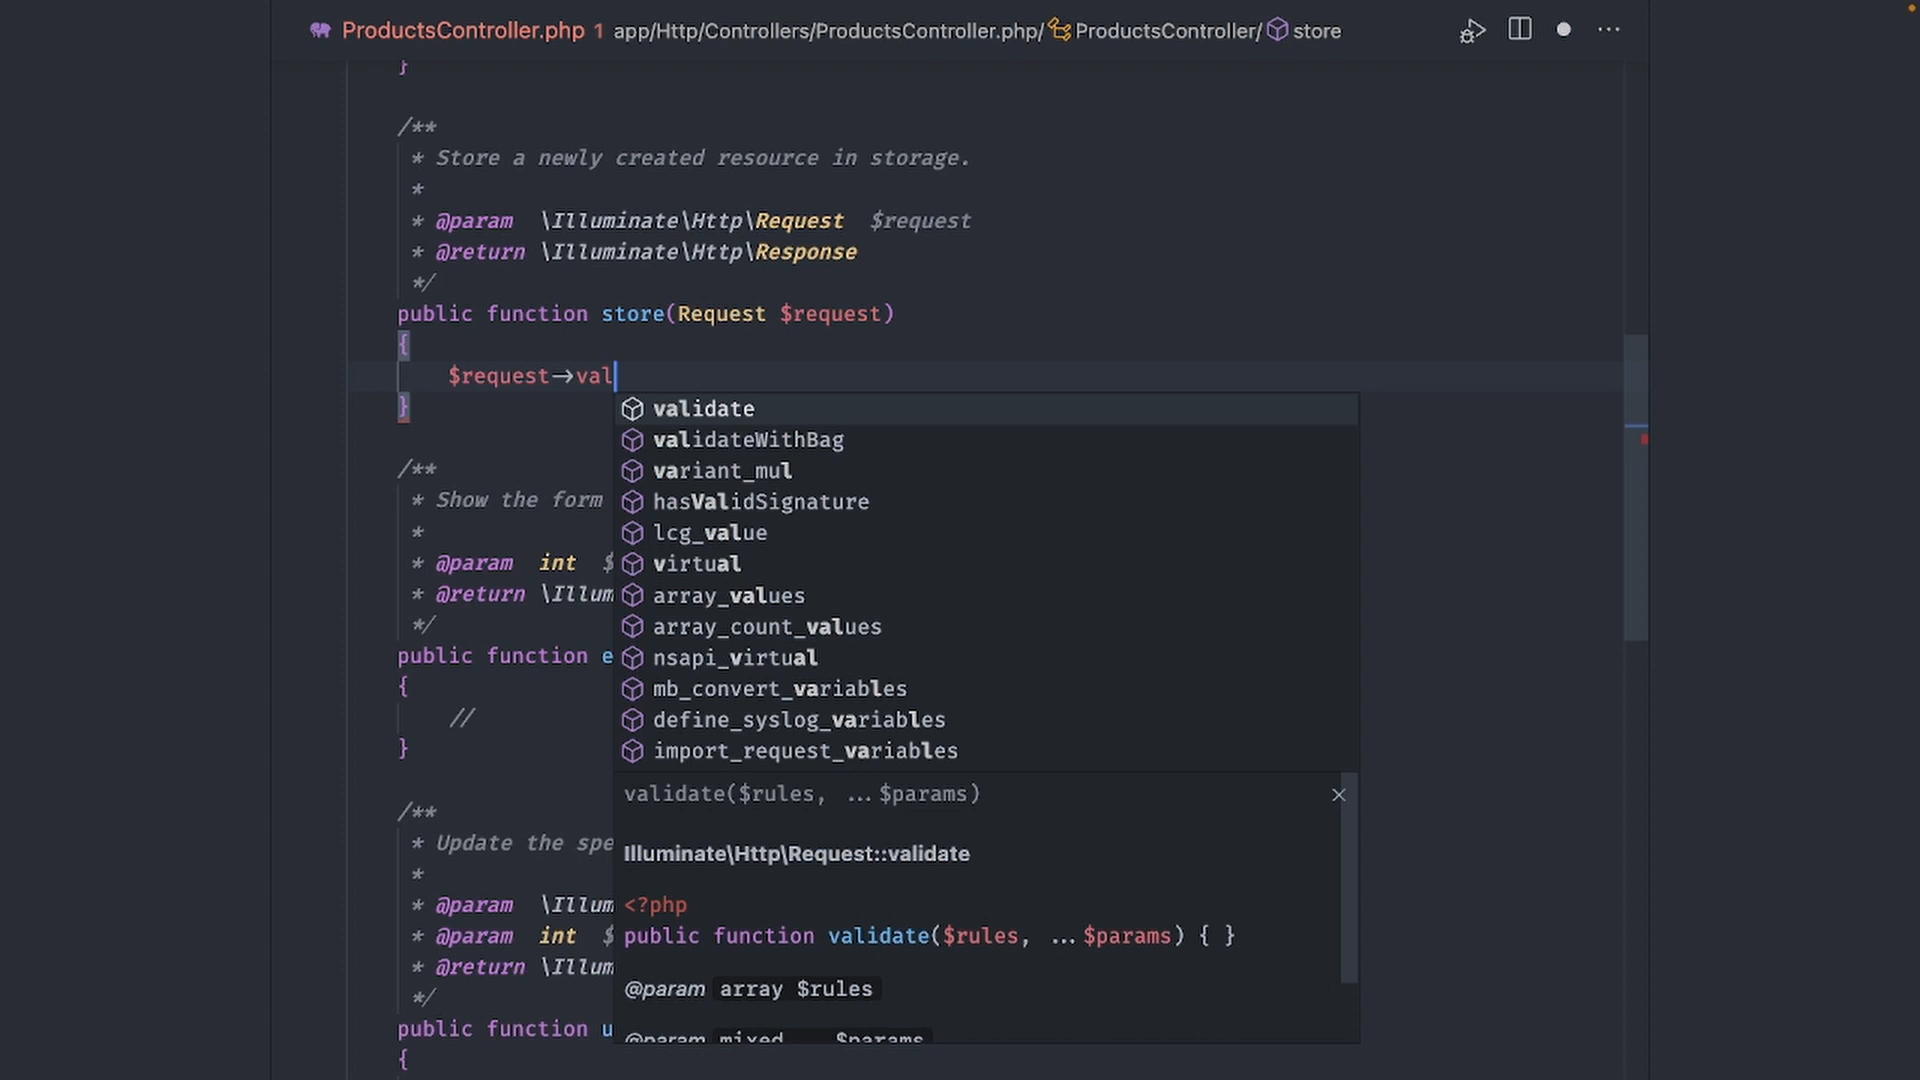 ProductsController.php 1 app/Http/Controllers/ProductsController.php/ProductsController/store
}
/**
* Store a newly created resource in storage.
*
* @param \Illuminate\Http\Request $request
* @return \Illuminate\Http\Response
*/
public function store(Request $request)
{
$request->val
}
validate
validateWithBag
variant_mul
hasValidSignature
lcg_value
virtual
array_values
array_count_values
nsapi_virtual
mb_convert_variables
define_syslog_variables
import_request_variables
validate($rules, ...$params)
Illuminate\Http\Request::validate
<?php
public function validate($rules, ...$params) { }
@param array $rules
@param mixed ...$params
/**
* Show the form
*
* @param int $
* @return \Illum
*/
public function e
{
//
}
/**
* Update the spe
*
* @param \Illum
* @param int $
* @return \Illum
*/
public function u
{